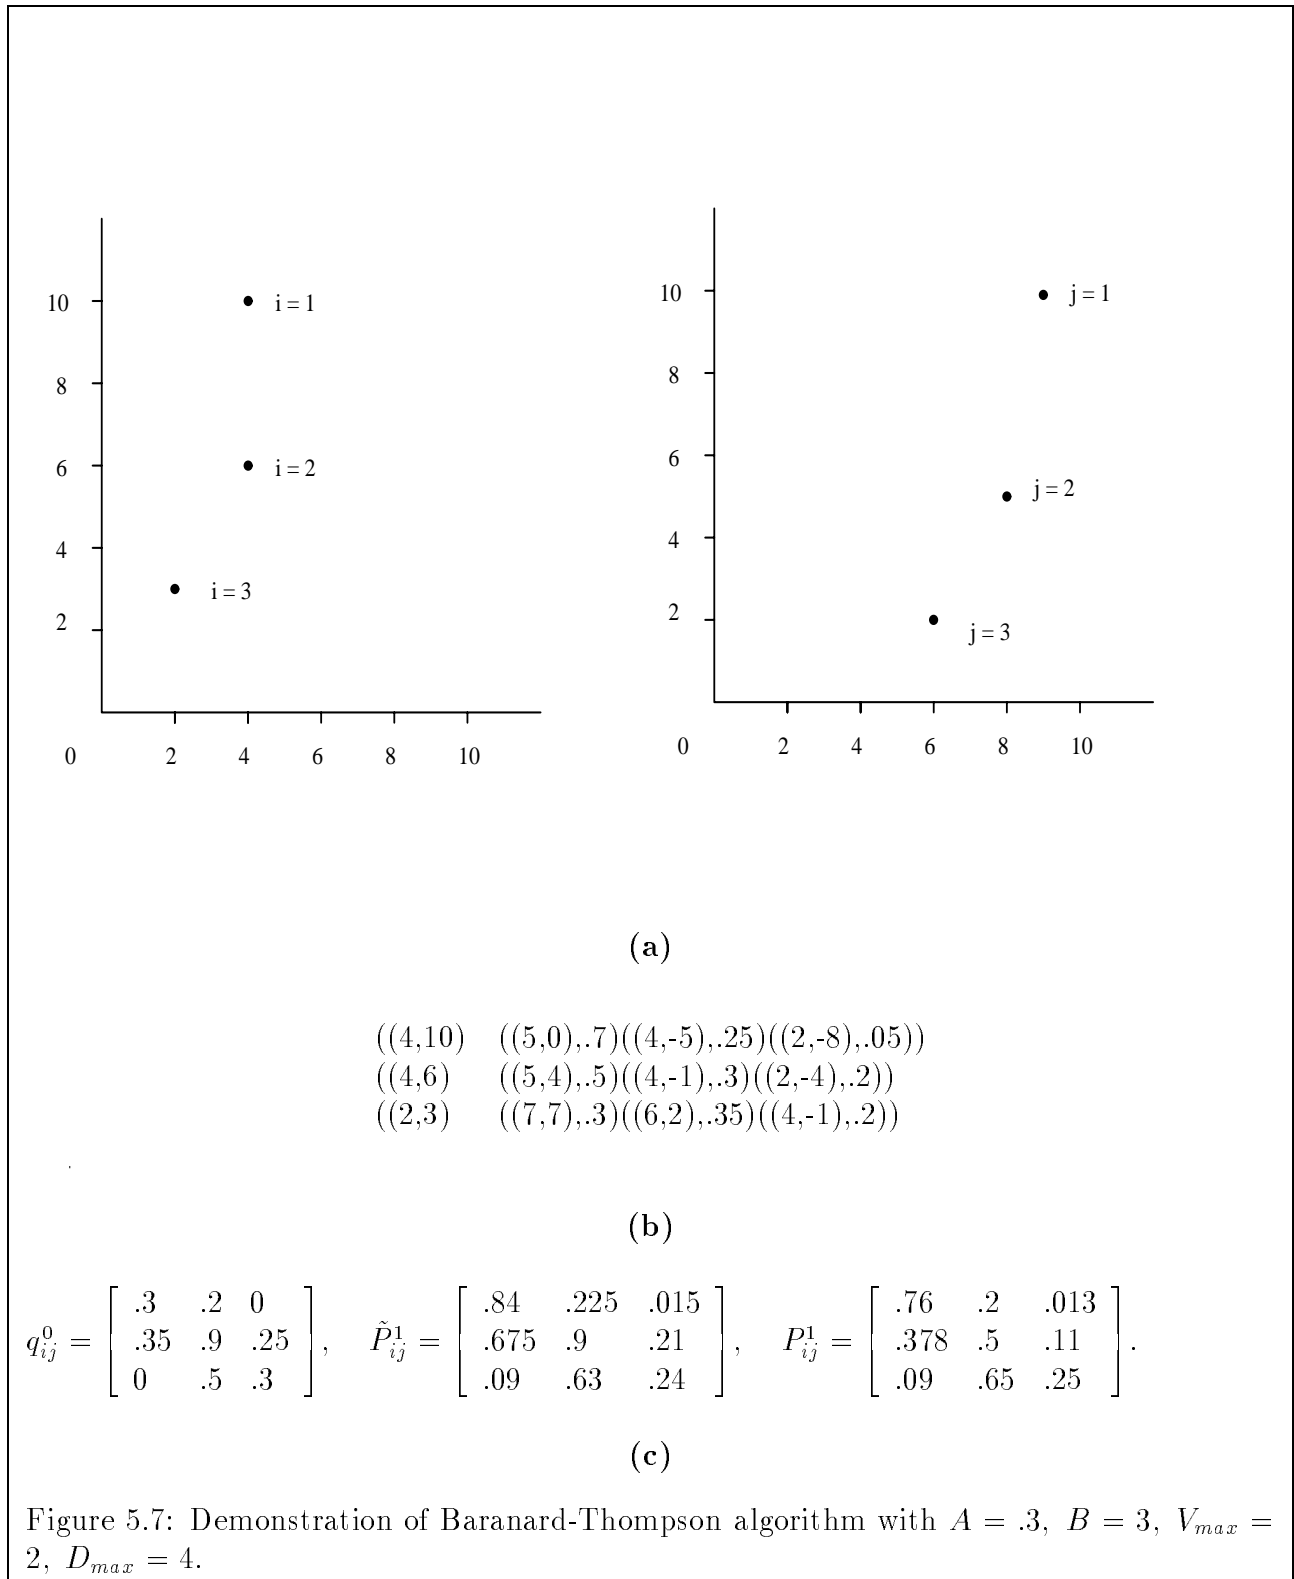 10
i = 1
8
6
i = 2
4
i = 3
2
0 2 4 6 8 10
10
j = 1
8
6
j = 2
4
2
j = 3
0 2 4 6 8 10
(a)
((4,10) ((5,0),.7)((4,-5),.25)((2,-8),.05))
((4,6) ((5,4),.5)((4,-1),.3)((2,-4),.2))
((2,3) ((7,7),.3)((6,2),.35)((4,-1),.2))
(b)
.3 .2 0 .84 .225 .015 .76 .2 .013
q⁰ᵢⱼ = [ .35 .9 .25 ], P̃¹ᵢⱼ = [ .675 .9 .21 ], P¹ᵢⱼ = [ .378 .5 .11 ].
0 .5 .3 .09 .63 .24 .09 .65 .25
(c)
Figure 5.7: Demonstration of Baranard-Thompson algorithm with A = .3, B = 3, Vmax =
2, Dmax = 4.